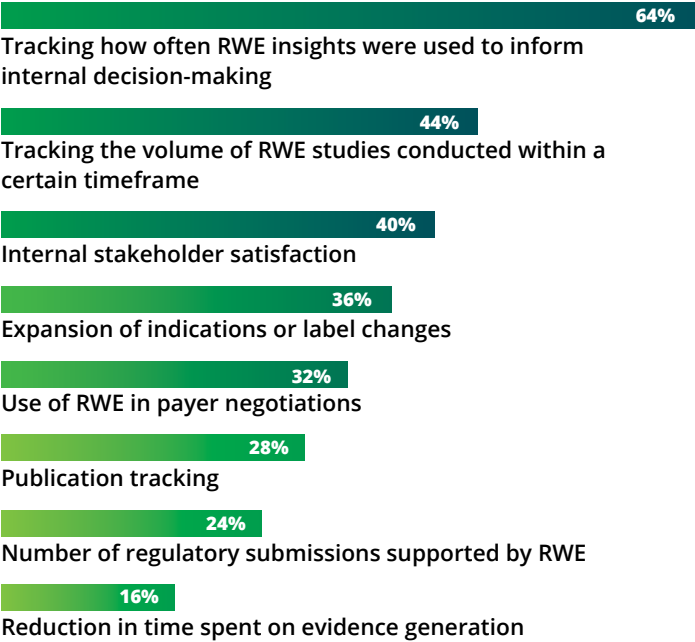 64%
Tracking how often RWE insights were used to inform
internal decision-making
44%
Tracking the volume of RWE studies conducted within a
certain timeframe
40%
Internal stakeholder satisfaction
36%
Expansion of indications or label changes
32%
Use of RWE in payer negotiations
28%
Publication tracking
24%
Number of regulatory submissions supported by RWE
16%
Reduction in time spent on evidence generation